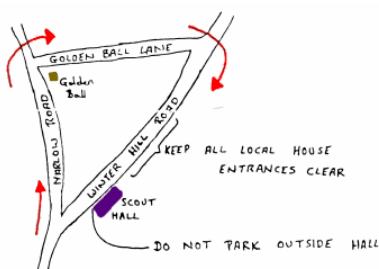 GOLDEN BALL LANE
Golden
Ball
MARLOW ROAD
WINTER HILL ROAD
KEEP ALL LOCAL HOUSE
ENTRANCES CLEAR
SCOUT
HALL
DO NOT PARK OUTSIDE HALL